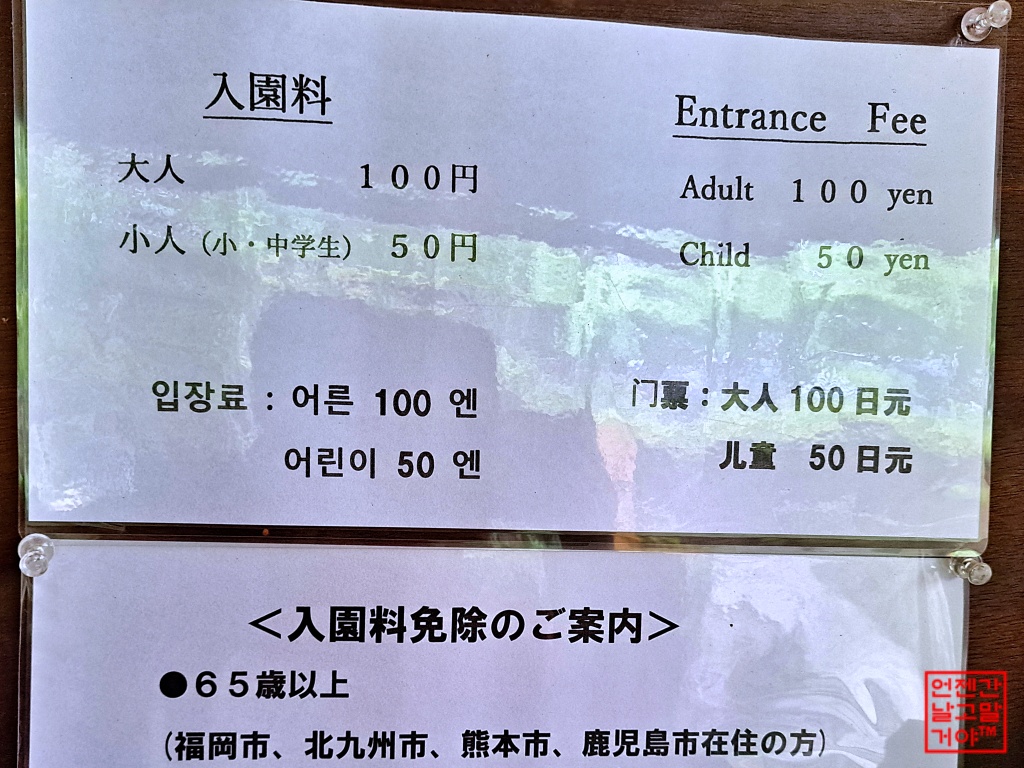 入園料
大人 １００円
小人（小・中学生） ５０円
Entrance Fee
Adult １００ yen
Child ５０ yen
입장료 : 어른 100 엔
어린이 50 엔
门票：大人 100 日元
儿童 50 日元
＜入園料免除のご案内＞
●６５歳以上
（福岡市、北九州市、熊本市、鹿児島市在住の方）
언젠간
날고말
거야™